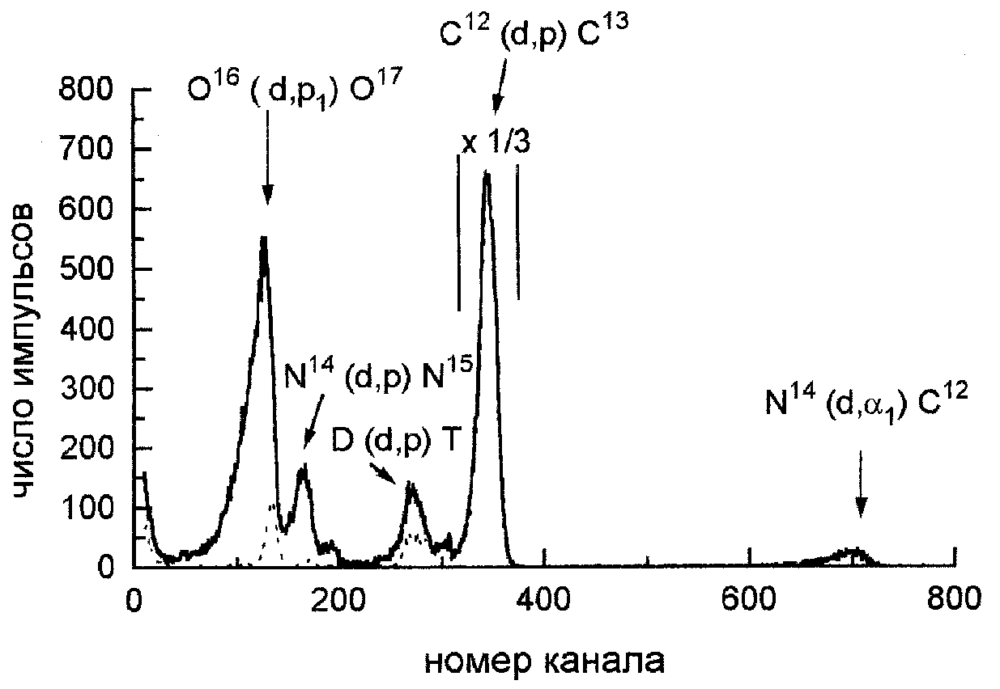 C¹² (d,p) C¹³
O¹⁶ ( d,p₁) O¹⁷
x 1/3
N¹⁴ (d,p) N¹⁵
D (d,p) T
N¹⁴ (d,α₁) C¹²
число импульсов
800
700
600
500
400
300
200
100
0
0 200 400 600 800
номер канала